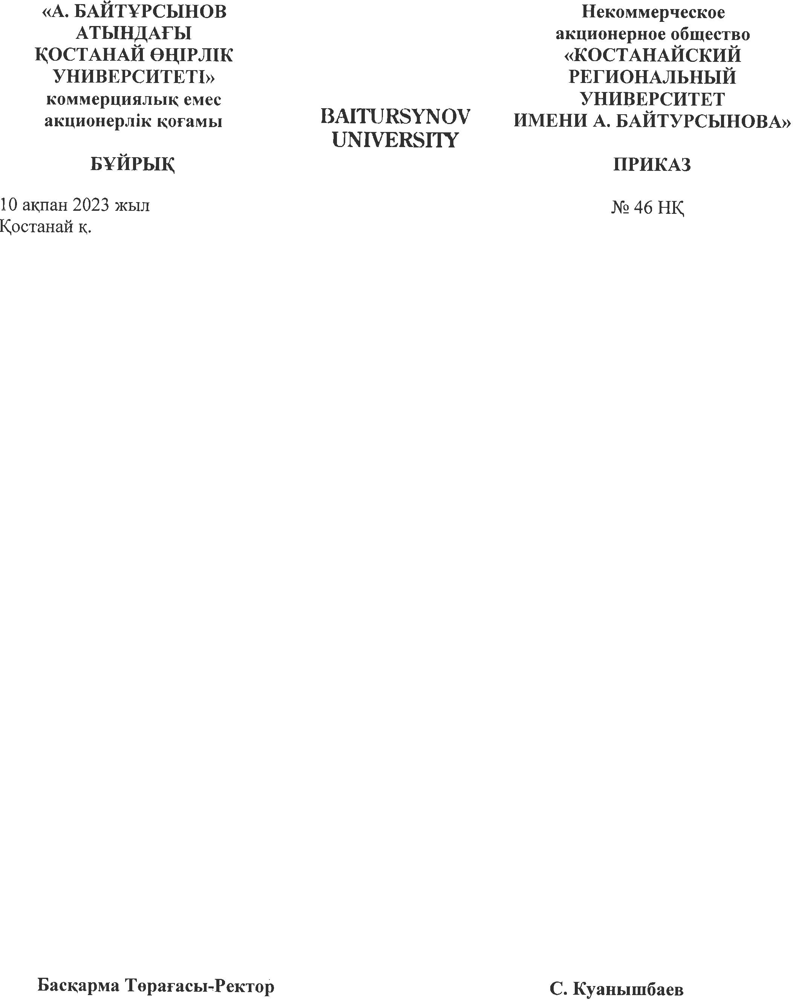 «А. БАЙТҰРСЫНОВ
АТЫНДАҒЫ
ҚОСТАНАЙ ӨҢІРЛІК
УНИВЕРСИТЕТІ»
коммерциялық емес
акционерлік қоғамы
БҰЙРЫҚ
BAITURSYNOV
UNIVERSITY
Некоммерческое
акционерное общество
«КОСТАНАЙСКИЙ
РЕГИОНАЛЬНЫЙ
УНИВЕРСИТЕТ
ИМЕНИ А. БАЙТУРСЫНОВА»
ПРИКАЗ
10 ақпан 2023 жыл
Қостанай қ.
№ 46 НҚ
Басқарма Төрағасы-Ректор
С. Куанышбаев